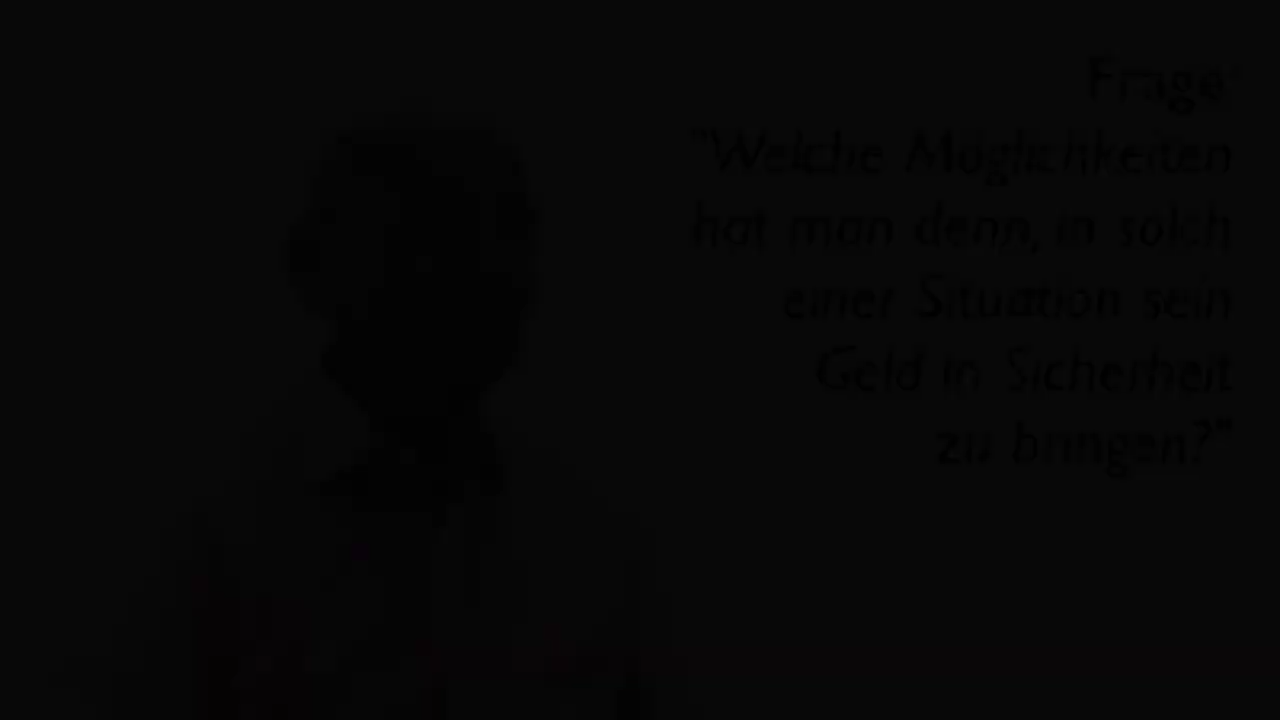 Frage:
"Welche Möglichkeiten
hat man denn, in solch
einer Situation sein
Geld in Sicherheit
zu bringen?"